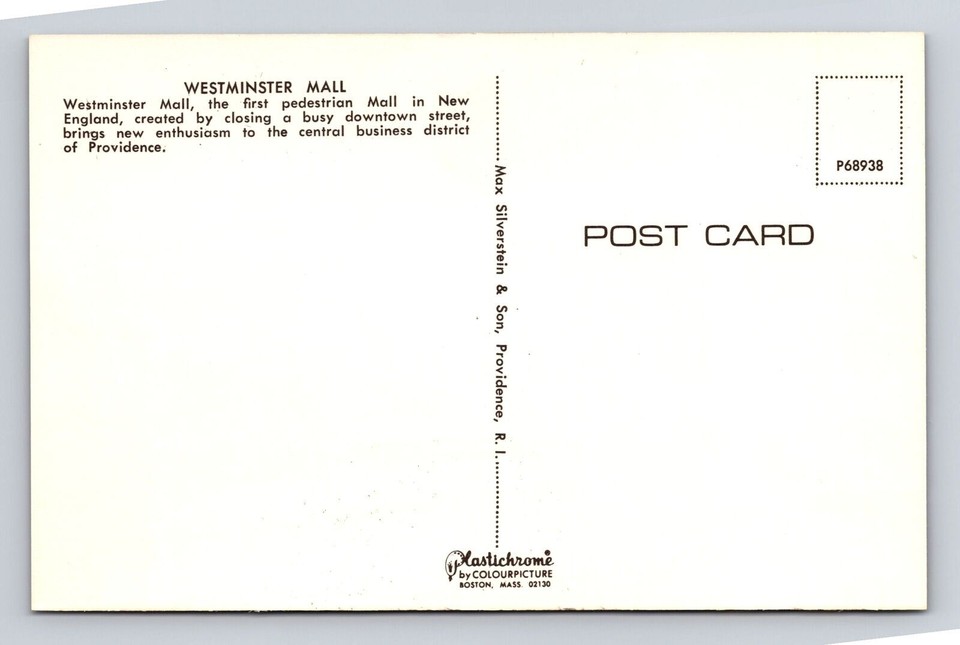 WESTMINSTER MALL
Westminster Mall, the first pedestrian Mall in New
England, created by closing a busy downtown street,
brings new enthusiasm to the central business district
of Providence.
Max Silverstein & Son, Providence, R. I.
P68938
POST CARD
Plastichrome
by COLOURPICTURE
BOSTON, MASS. 02130